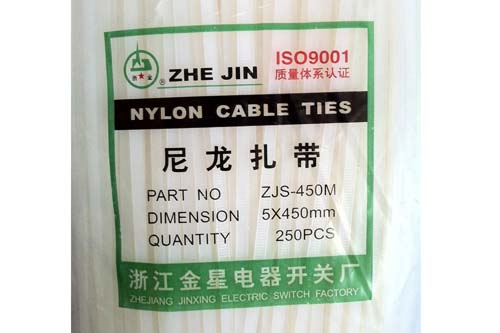 浙★金
® ZHE JIN
ISO9001
质量体系认证
NYLON CABLE TIES
尼龙扎带
PART NO ZJS-450M
DIMENSION 5X450mm
QUANTITY 250PCS
浙江金星电器开关厂
ZHEJIANG JINXING ELECTRIC SWITCH FACTORY